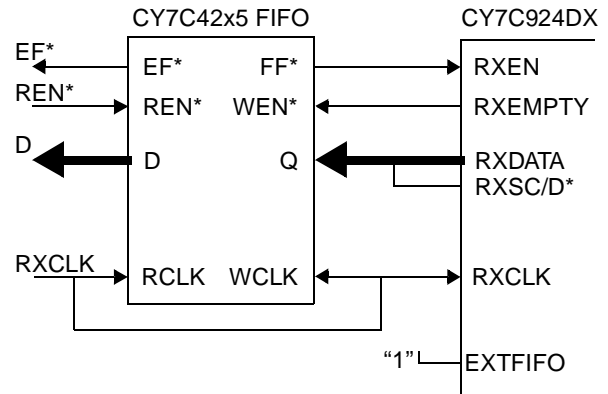 CY7C42x5 FIFO CY7C924DX
EF* EF* FF* RXEN
REN* REN* WEN* RXEMPTY
D D Q RXDATA
RXSC/D*
RXCLK RCLK WCLK RXCLK
“1” EXTFIFO